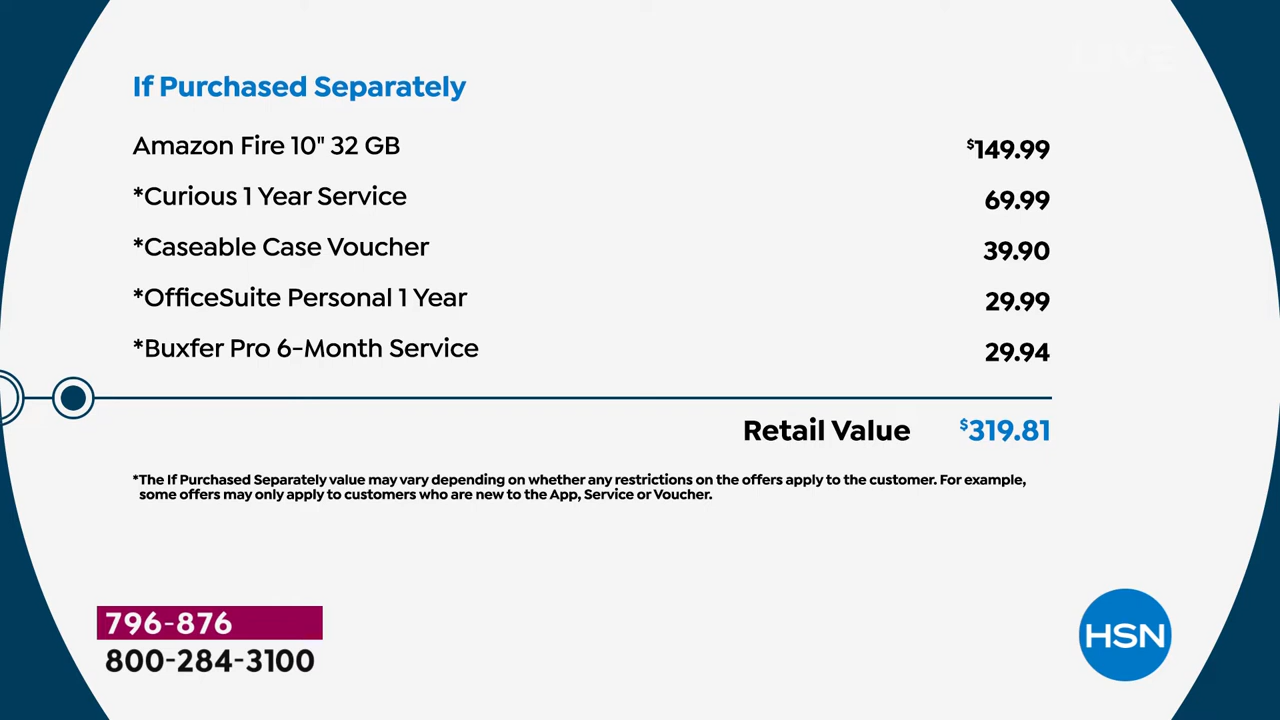 If Purchased Separately
Amazon Fire 10" 32 GB $149.99
*Curious 1 Year Service 69.99
*Caseable Case Voucher 39.90
*OfficeSuite Personal 1 Year 29.99
*Buxfer Pro 6-Month Service 29.94
Retail Value $319.81
*The If Purchased Separately value may vary depending on whether any restrictions on the offers apply to the customer. For example,
some offers may only apply to customers who are new to the App, Service or Voucher.
796-876
800-284-3100
HSN